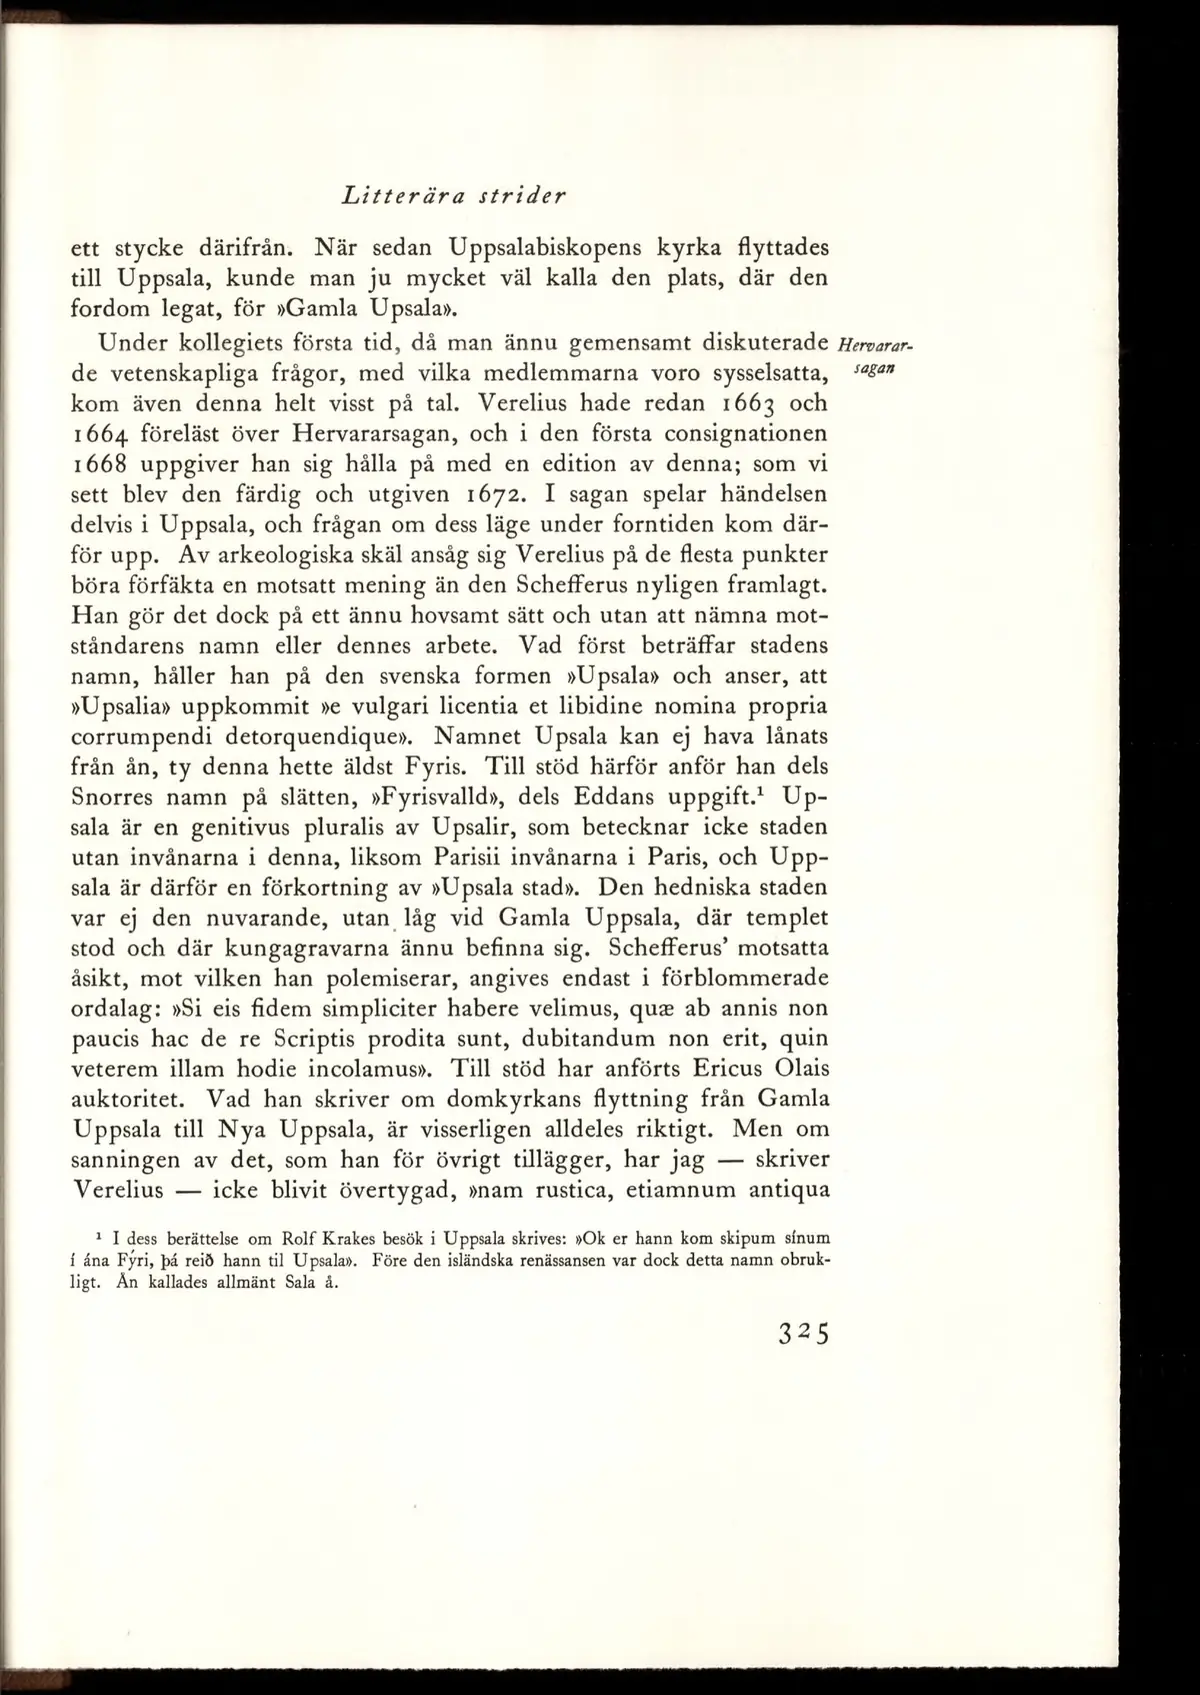 Litterära strider
ett stycke därifrån. När sedan Uppsalabiskopens kyrka flyttades
till Uppsala, kunde man ju mycket väl kalla den plats, där den
fordom legat, för »Gamla Upsala».
Under kollegiets första tid, då man ännu gemensamt diskuterade
Hervarar-
sagan
de vetenskapliga frågor, med vilka medlemmarna voro sysselsatta,
kom även denna helt visst på tal. Verelius hade redan 1663 och
1664 föreläst över Hervararsagan, och i den första consignationen
1668 uppgiver han sig hålla på med en edition av denna; som vi
sett blev den färdig och utgiven 1672. I sagan spelar händelsen
delvis i Uppsala, och frågan om dess läge under forntiden kom där-
för upp. Av arkeologiska skäl ansåg sig Verelius på de flesta punkter
böra förfäkta en motsatt mening än den Schefferus nyligen framlagt.
Han gör det dock på ett ännu hovsamt sätt och utan att nämna mot-
ståndarens namn eller dennes arbete. Vad först beträffar stadens
namn, håller han på den svenska formen »Upsala» och anser, att
»Upsalia» uppkommit »e vulgari licentia et libidine nomina propria
corrumpendi detorquendique». Namnet Upsala kan ej hava lånats
från ån, ty denna hette äldst Fyris. Till stöd härför anför han dels
Snorres namn på slätten, »Fyrisvalld», dels Eddans uppgift.¹ Up-
sala är en genitivus pluralis av Upsalir, som betecknar icke staden
utan invånarna i denna, liksom Parisii invånarna i Paris, och Upp-
sala är därför en förkortning av »Upsala stad». Den hedniska staden
var ej den nuvarande, utan låg vid Gamla Uppsala, där templet
stod och där kungagravarna ännu befinna sig. Schefferus’ motsatta
åsikt, mot vilken han polemiserar, angives endast i förblommerade
ordalag: »Si eis fidem simpliciter habere velimus, quæ ab annis non
paucis hac de re Scriptis prodita sunt, dubitandum non erit, quin
veterem illam hodie incolamus». Till stöd har anförts Ericus Olais
auktoritet. Vad han skriver om domkyrkans flyttning från Gamla
Uppsala till Nya Uppsala, är visserligen alldeles riktigt. Men om
sanningen av det, som han för övrigt tillägger, har jag — skriver
Verelius — icke blivit övertygad, »nam rustica, etiamnum antiqua
¹ I dess berättelse om Rolf Krakes besök i Uppsala skrives: »Ok er hann kom skipum sínum
í ána Fýri, þá reið hann til Upsala». Före den isländska renässansen var dock detta namn obruk-
ligt. Ån kallades allmänt Sala å.
325